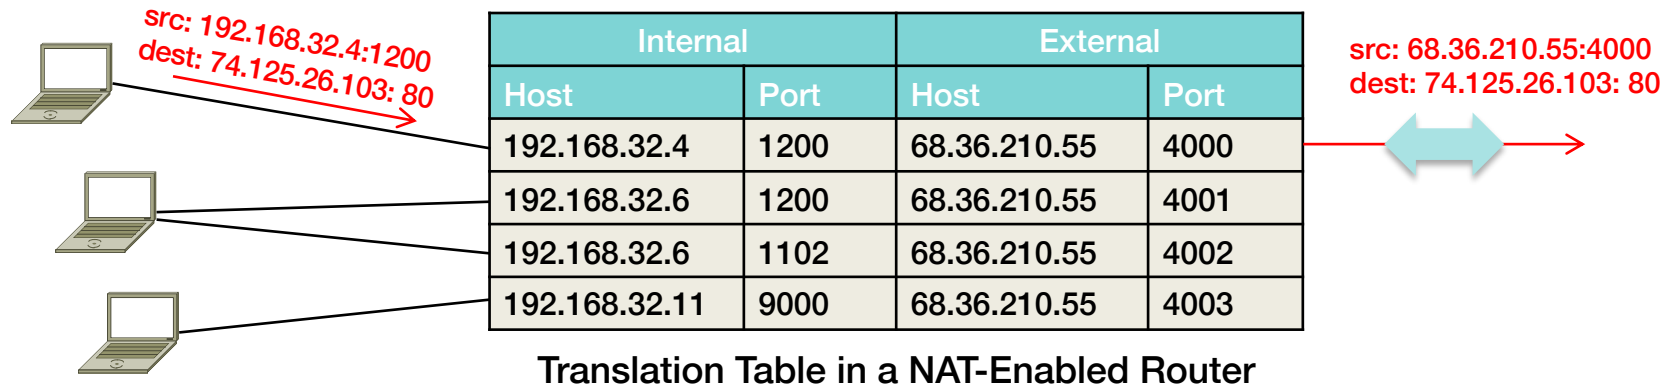 src: 192.168.32.4:1200
dest: 74.125.26.103: 80
Internal External
Host Port Host Port
192.168.32.4 1200 68.36.210.55 4000
192.168.32.6 1200 68.36.210.55 4001
192.168.32.6 1102 68.36.210.55 4002
192.168.32.11 9000 68.36.210.55 4003
src: 68.36.210.55:4000
dest: 74.125.26.103: 80
Translation Table in a NAT-Enabled Router